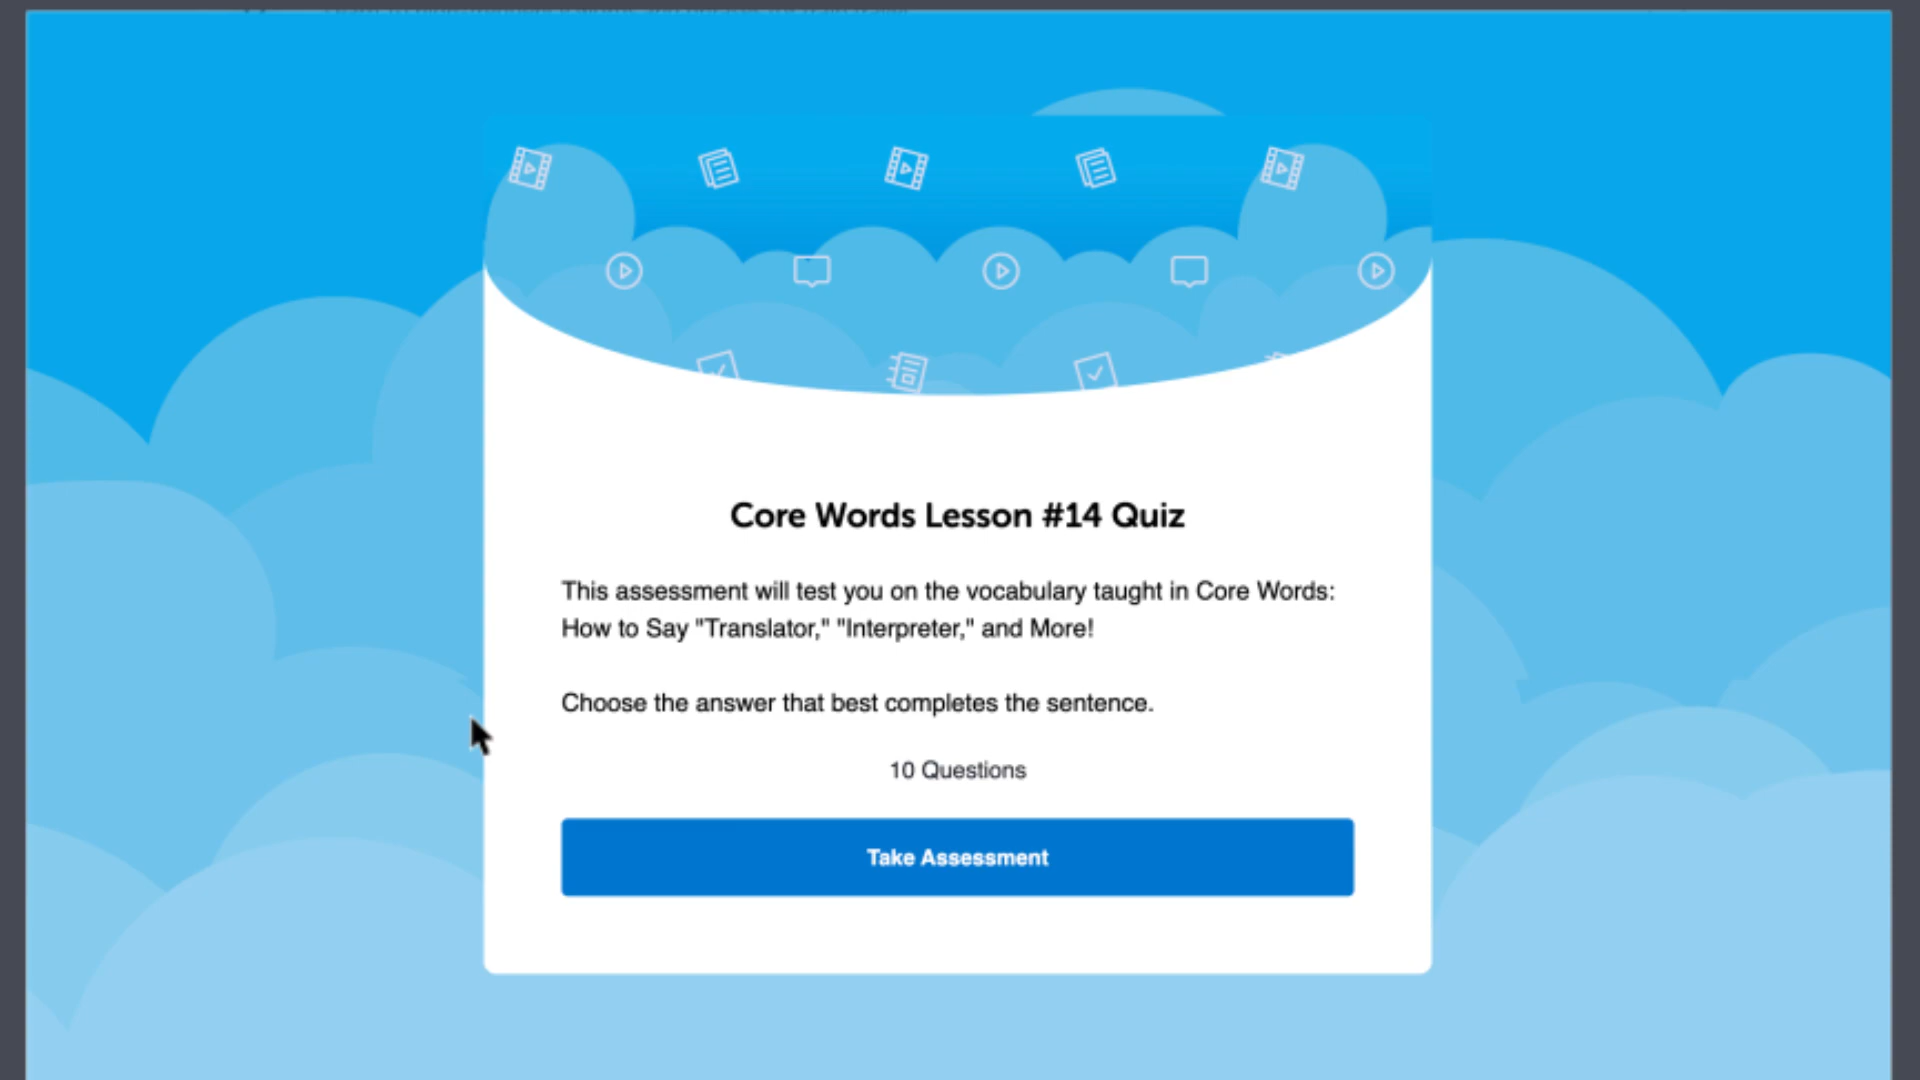 Core Words Lesson #14 Quiz
This assessment will test you on the vocabulary taught in Core Words:
How to Say "Translator," "Interpreter," and More!
Choose the answer that best completes the sentence.
10 Questions
Take Assessment